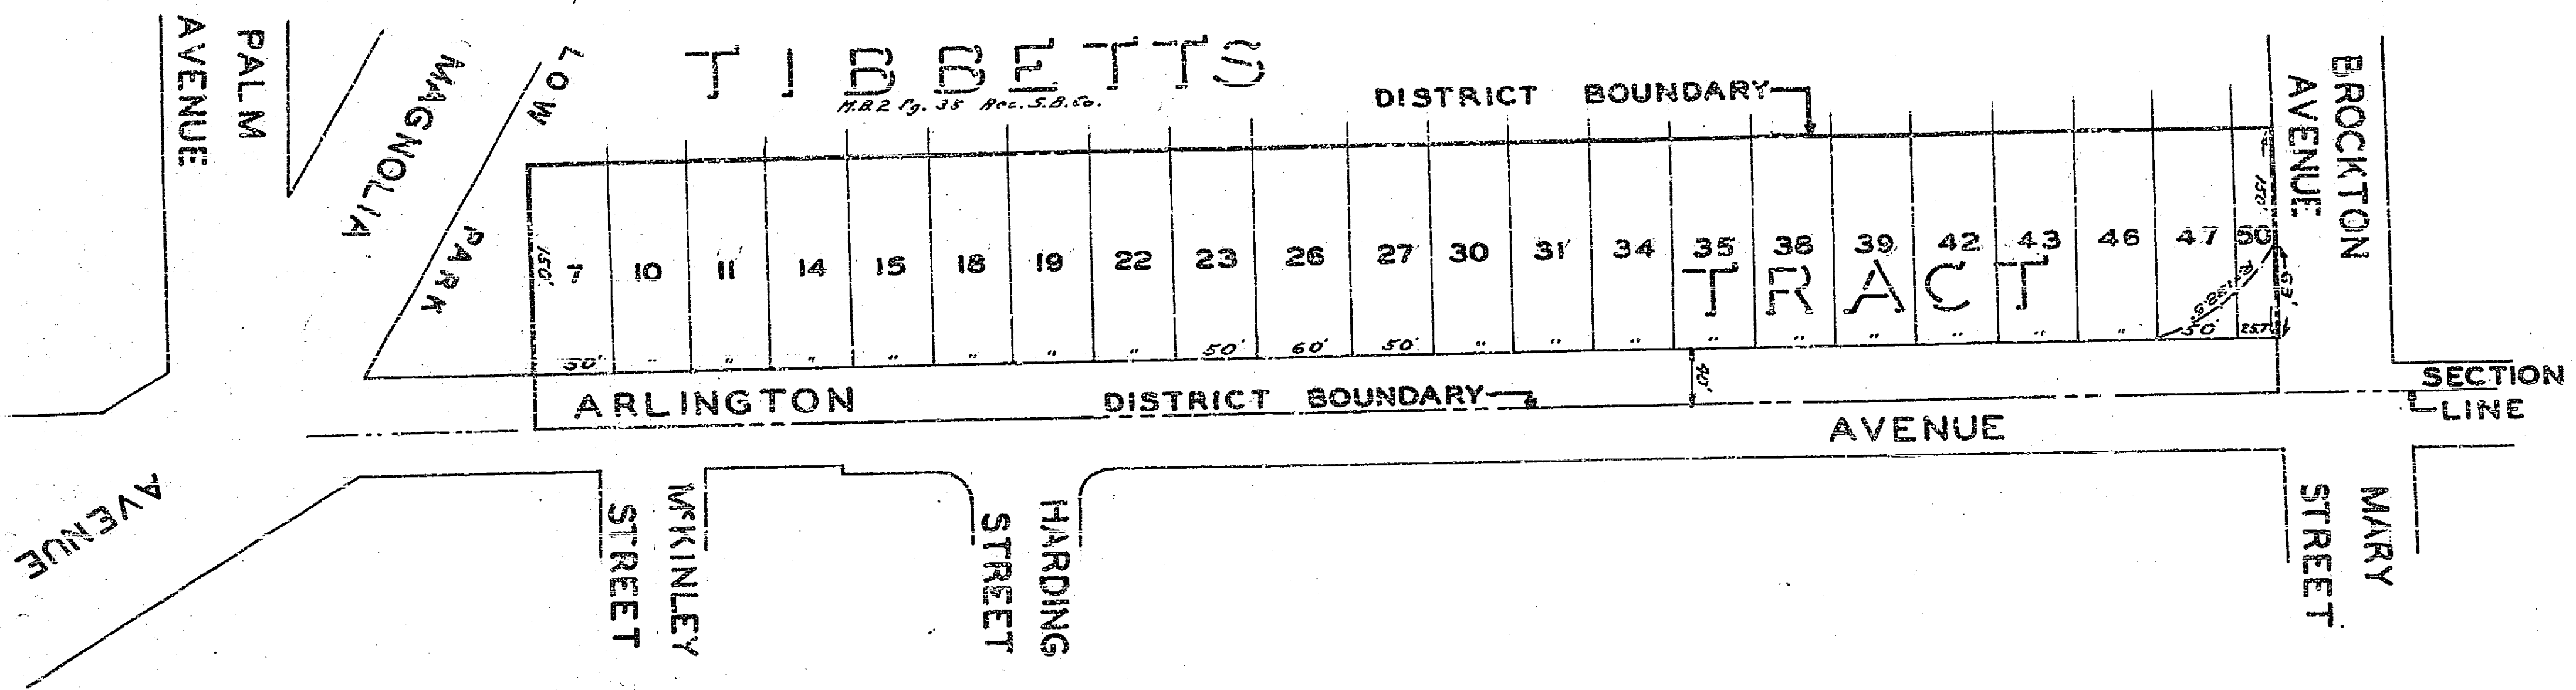 PALM
AVENUE
MAGNOLIA
AVENUE
LOW
PARK
TIBBETTS
M.B.2 Pg. 35 Rec. S.B. Co.
DISTRICT BOUNDARY
BROCKTON
AVENUE
150'
7 10 11 14 15 18 19 22 23 26 27 30 31 34 35 38 39 42 43 46 47 50
150'
TRACT
63'
50' " " " " " " " 50' 60' 50' " " " " " " " " " 50' 25.7'
40'
ARLINGTON
DISTRICT BOUNDARY
AVENUE
SECTION
LINE
McKINLEY
STREET
HARDING
STREET
MARY
STREET